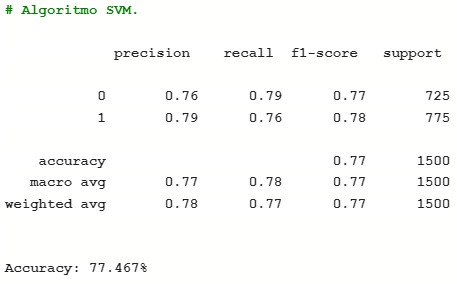 # Algoritmo SVM.
precision recall f1-score support
0 0.76 0.79 0.77 725
1 0.79 0.76 0.78 775
accuracy 0.77 1500
macro avg 0.77 0.78 0.77 1500
weighted avg 0.78 0.77 0.77 1500
Accuracy: 77.467%